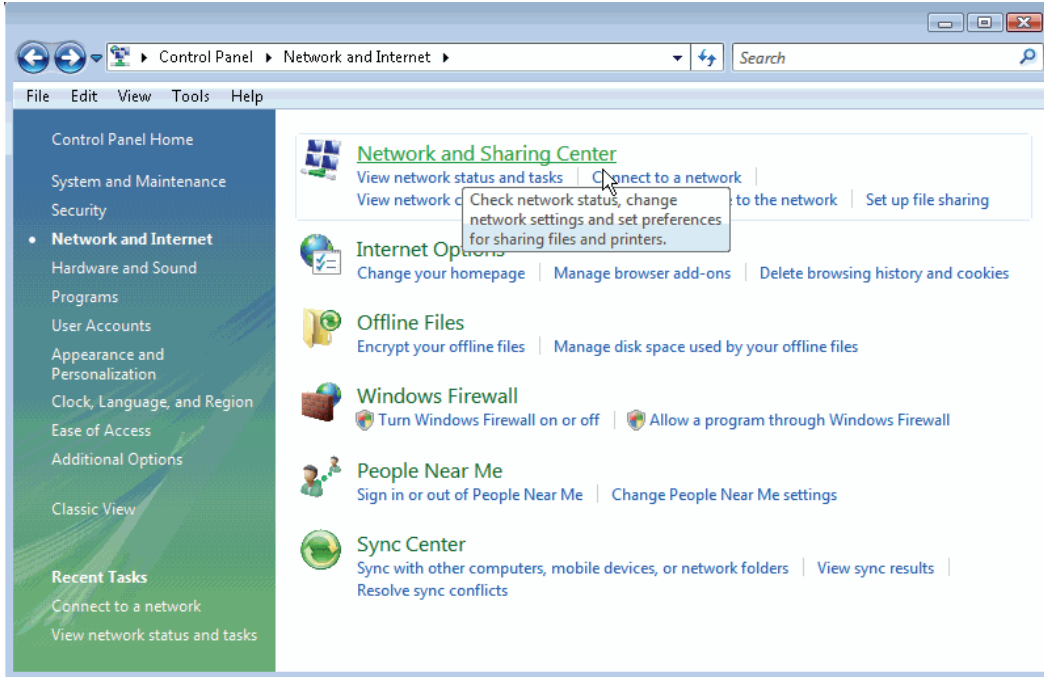 Control Panel Network and Internet Search
File Edit View Tools Help
Control Panel Home
System and Maintenance
Security
Network and Internet
Hardware and Sound
Programs
User Accounts
Appearance and
Personalization
Clock, Language, and Region
Ease of Access
Additional Options
Classic View
Recent Tasks
Connect to a network
View network status and tasks
Network and Sharing Center
View network status and tasks Connect to a network
View network to the network Set up file sharing
Check network status, change
network settings and set preferences
for sharing files and printers.
Internet Options
Change your homepage Manage browser add-ons Delete browsing history and cookies
Offline Files
Encrypt your offline files Manage disk space used by your offline files
Windows Firewall
Turn Windows Firewall on or off Allow a program through Windows Firewall
People Near Me
Sign in or out of People Near Me Change People Near Me settings
Sync Center
Sync with other computers, mobile devices, or network folders View sync results
Resolve sync conflicts